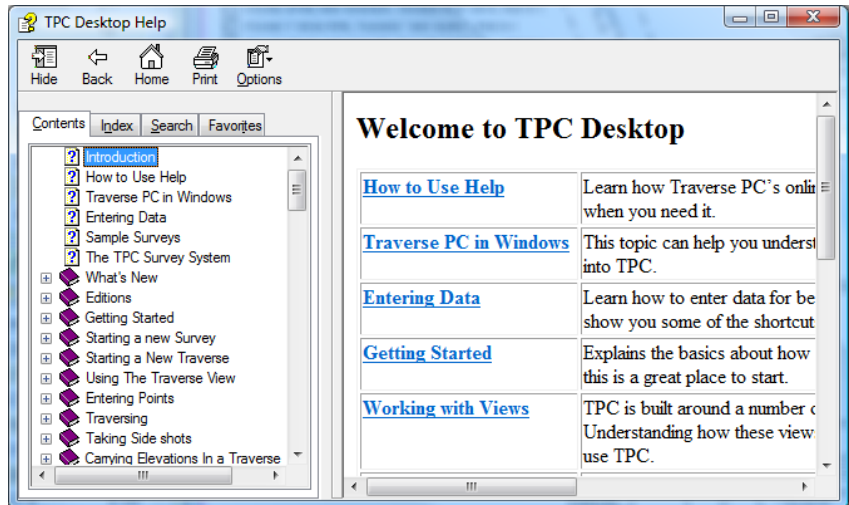 TPC Desktop Help
Hide Back Home Print Options
Contents Index Search Favorites
Introduction
How to Use Help
Traverse PC in Windows
Entering Data
Sample Surveys
The TPC Survey System
What's New
Editions
Getting Started
Starting a new Survey
Starting a New Traverse
Using The Traverse View
Entering Points
Traversing
Taking Side shots
Carrying Elevations In a Traverse
Welcome to TPC Desktop
How to Use Help
Learn how Traverse PC's onlin
when you need it.
Traverse PC in Windows
This topic can help you underst
into TPC.
Entering Data
Learn how to enter data for be
show you some of the shortcut
Getting Started
Explains the basics about how
this is a great place to start.
Working with Views
TPC is built around a number o
Understanding how these view
use TPC.